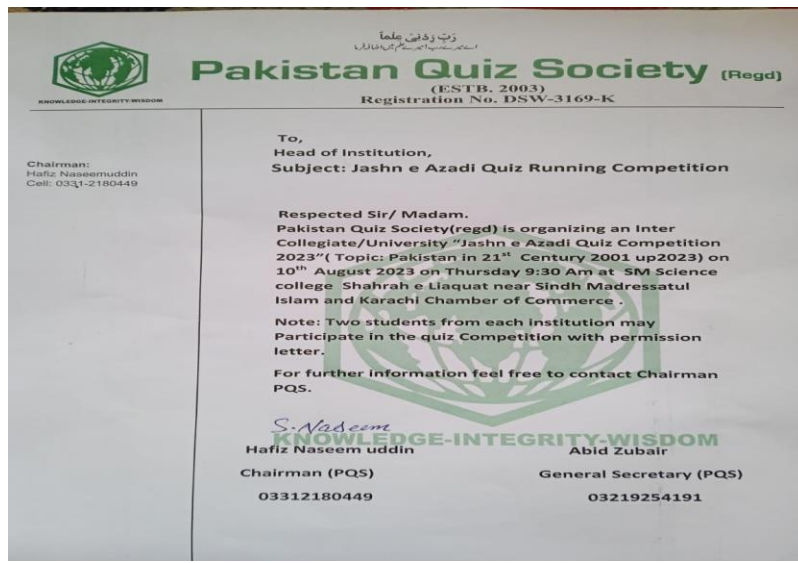 رَبِّ زِدْنِي عِلْماً
Pakistan Quiz Society (Regd)
(ESTB. 2003)
Registration No. DSW-3169-K
KNOWLEDGE-INTEGRITY-WISDOM
Chairman:
Hafiz Naseemuddin
Cell: 0331-2180449
To,
Head of Institution,
Subject: Jashn e Azadi Quiz Running Competition
Respected Sir/ Madam.
Pakistan Quiz Society(regd) is organizing an Inter
Collegiate/University "Jashn e Azadi Quiz Competition
2023"( Topic: Pakistan in 21st Century 2001 up2023) on
10th August 2023 on Thursday 9:30 Am at SM Science
college Shahrah e Liaquat near Sindh Madressatul
Islam and Karachi Chamber of Commerce .
Note: Two students from each institution may
Participate in the quiz Competition with permission
letter.
For further information feel free to contact Chairman
PQS.
S. Naseem
KNOWLEDGE-INTEGRITY-WISDOM
Hafiz Naseem uddin Abid Zubair
Chairman (PQS) General Secretary (PQS)
03312180449 03219254191